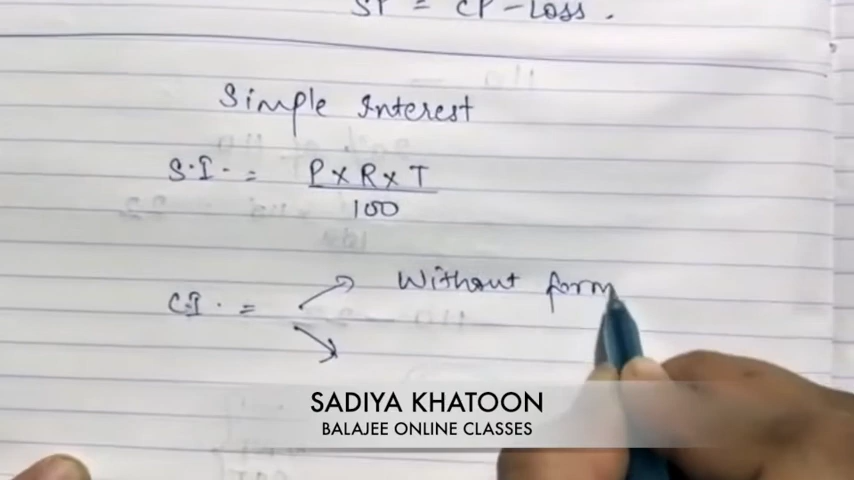 SP = CP - Loss.
Simple Interest
S.I. = P x R x T
100
C.I. = Without form
SADIYA KHATOON
BALAJEE ONLINE CLASSES